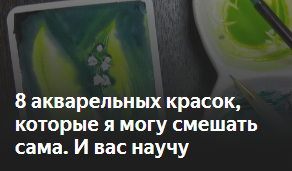 8 акварельных красок,
которые я могу смешать
сама. И вас научу